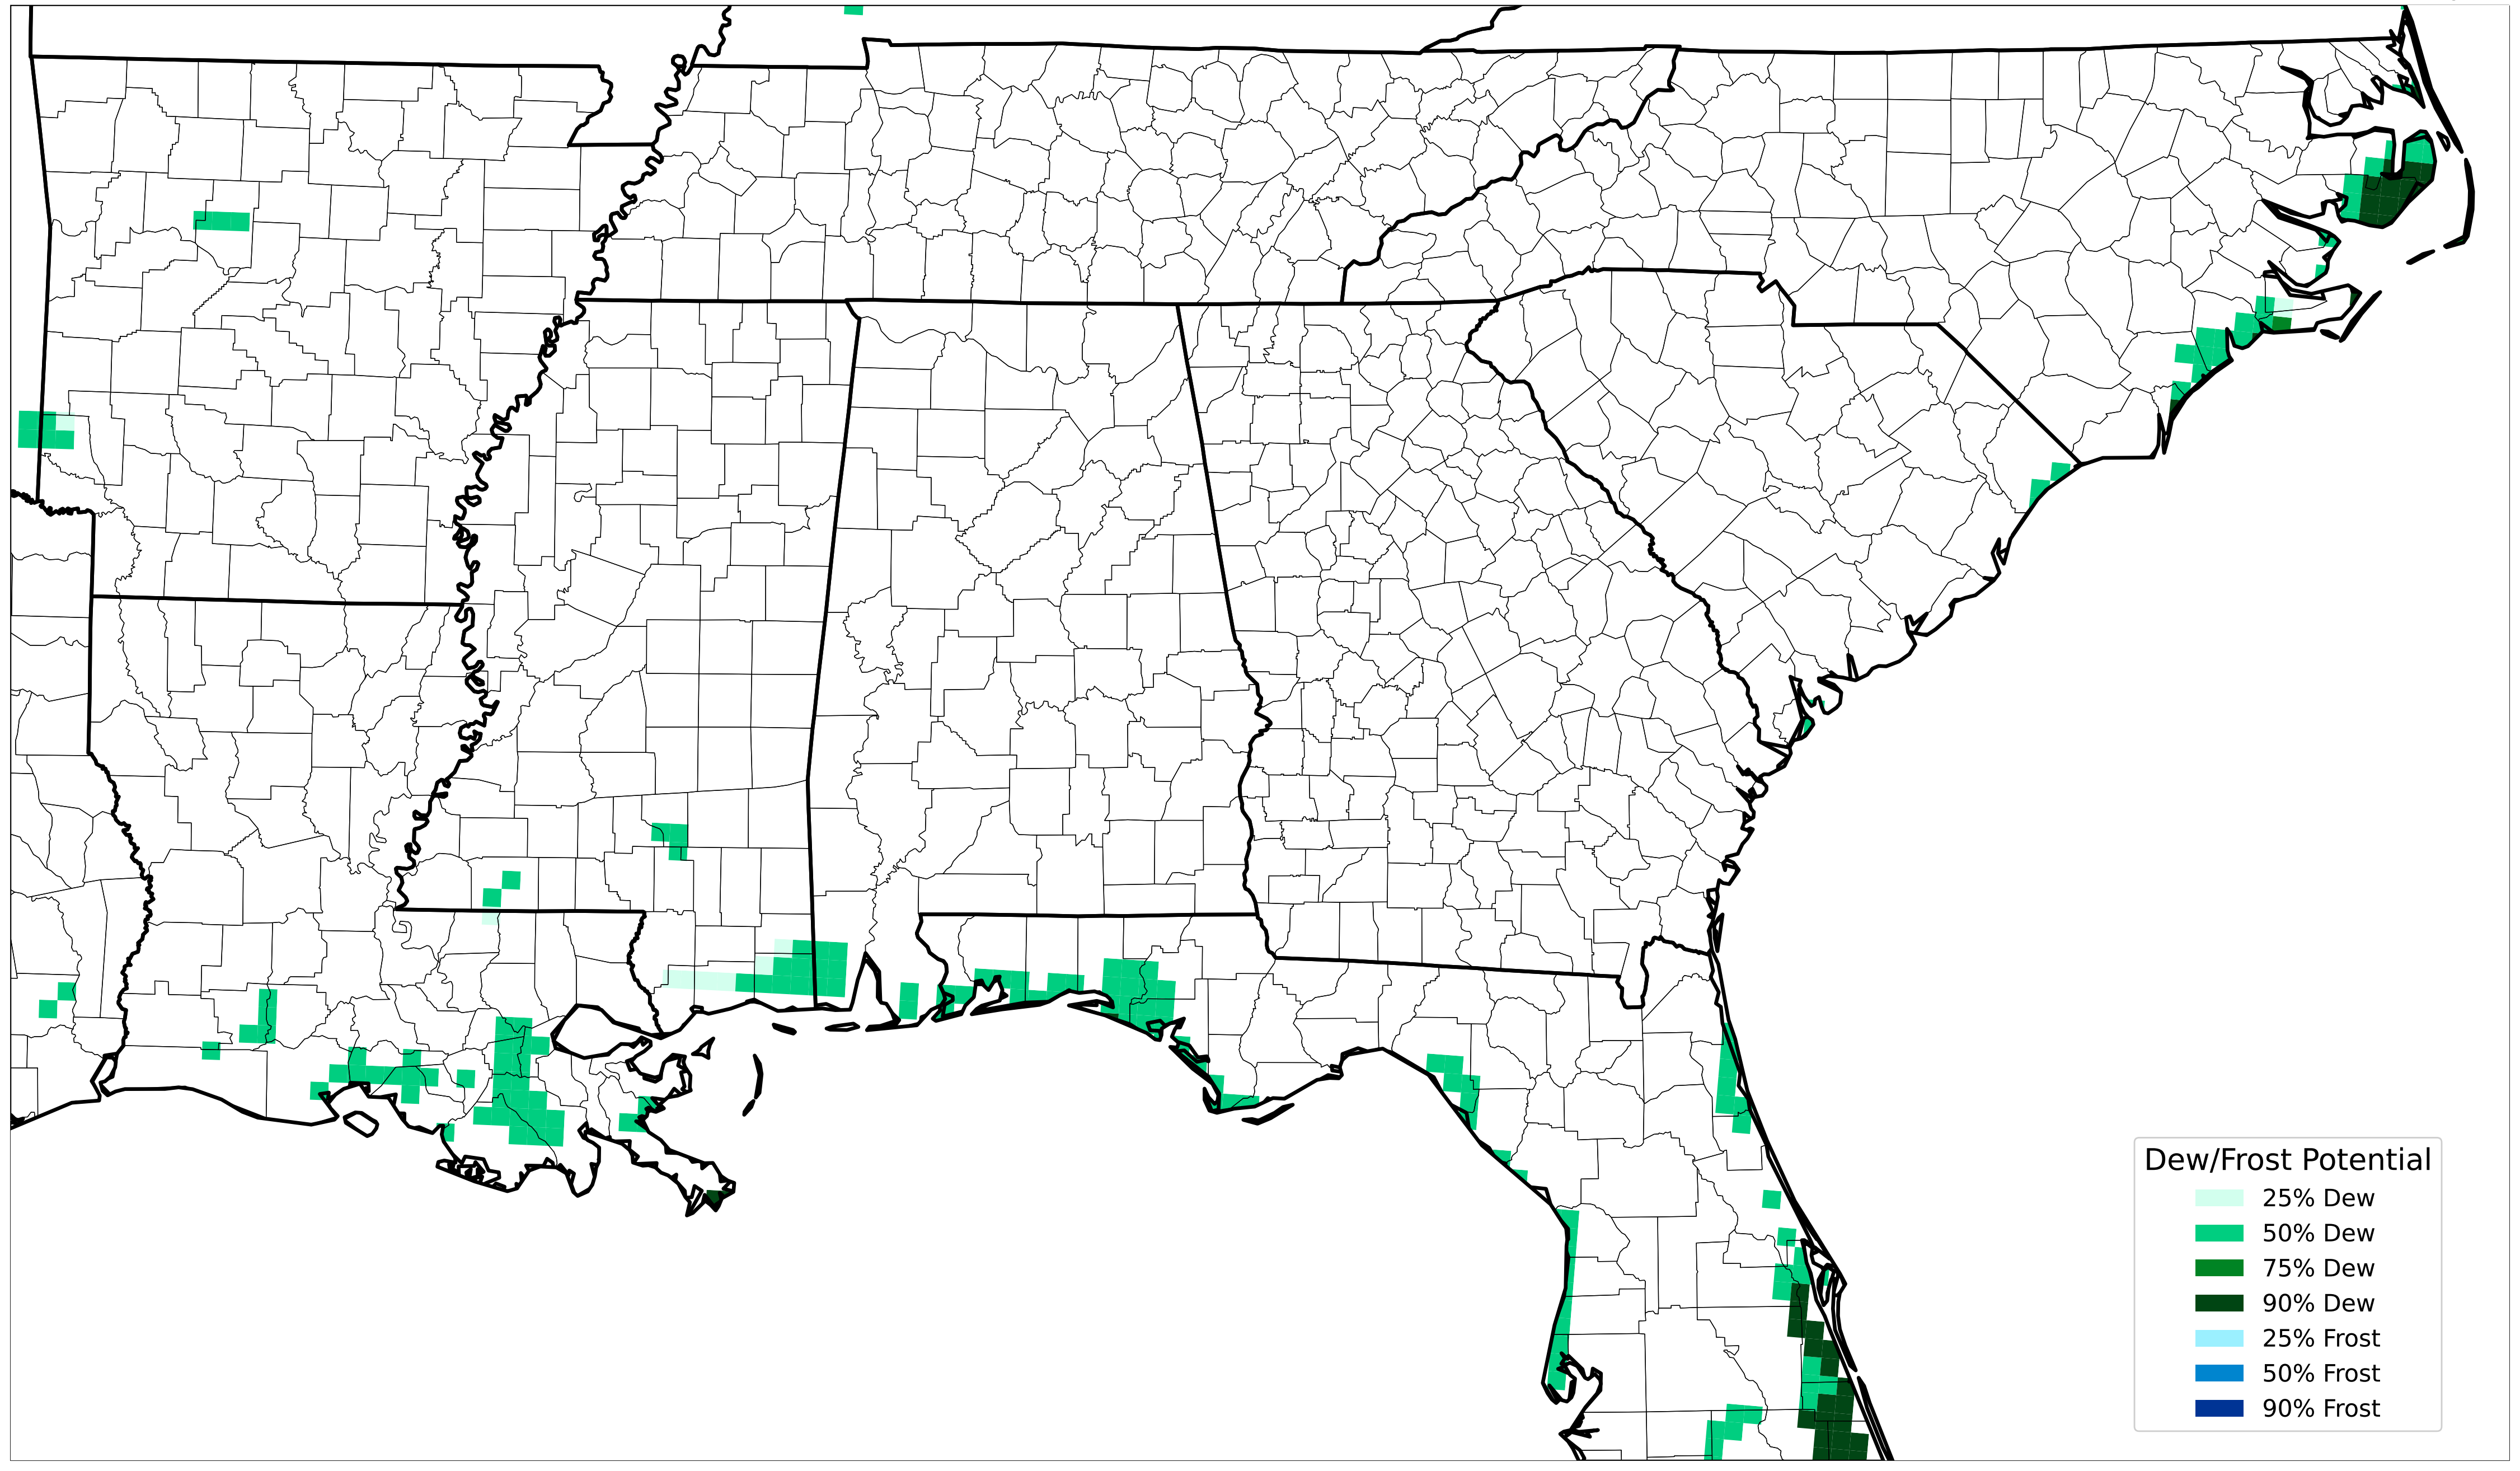 Dew/Frost Potential
25% Dew
50% Dew
75% Dew
90% Dew
25% Frost
50% Frost
90% Frost